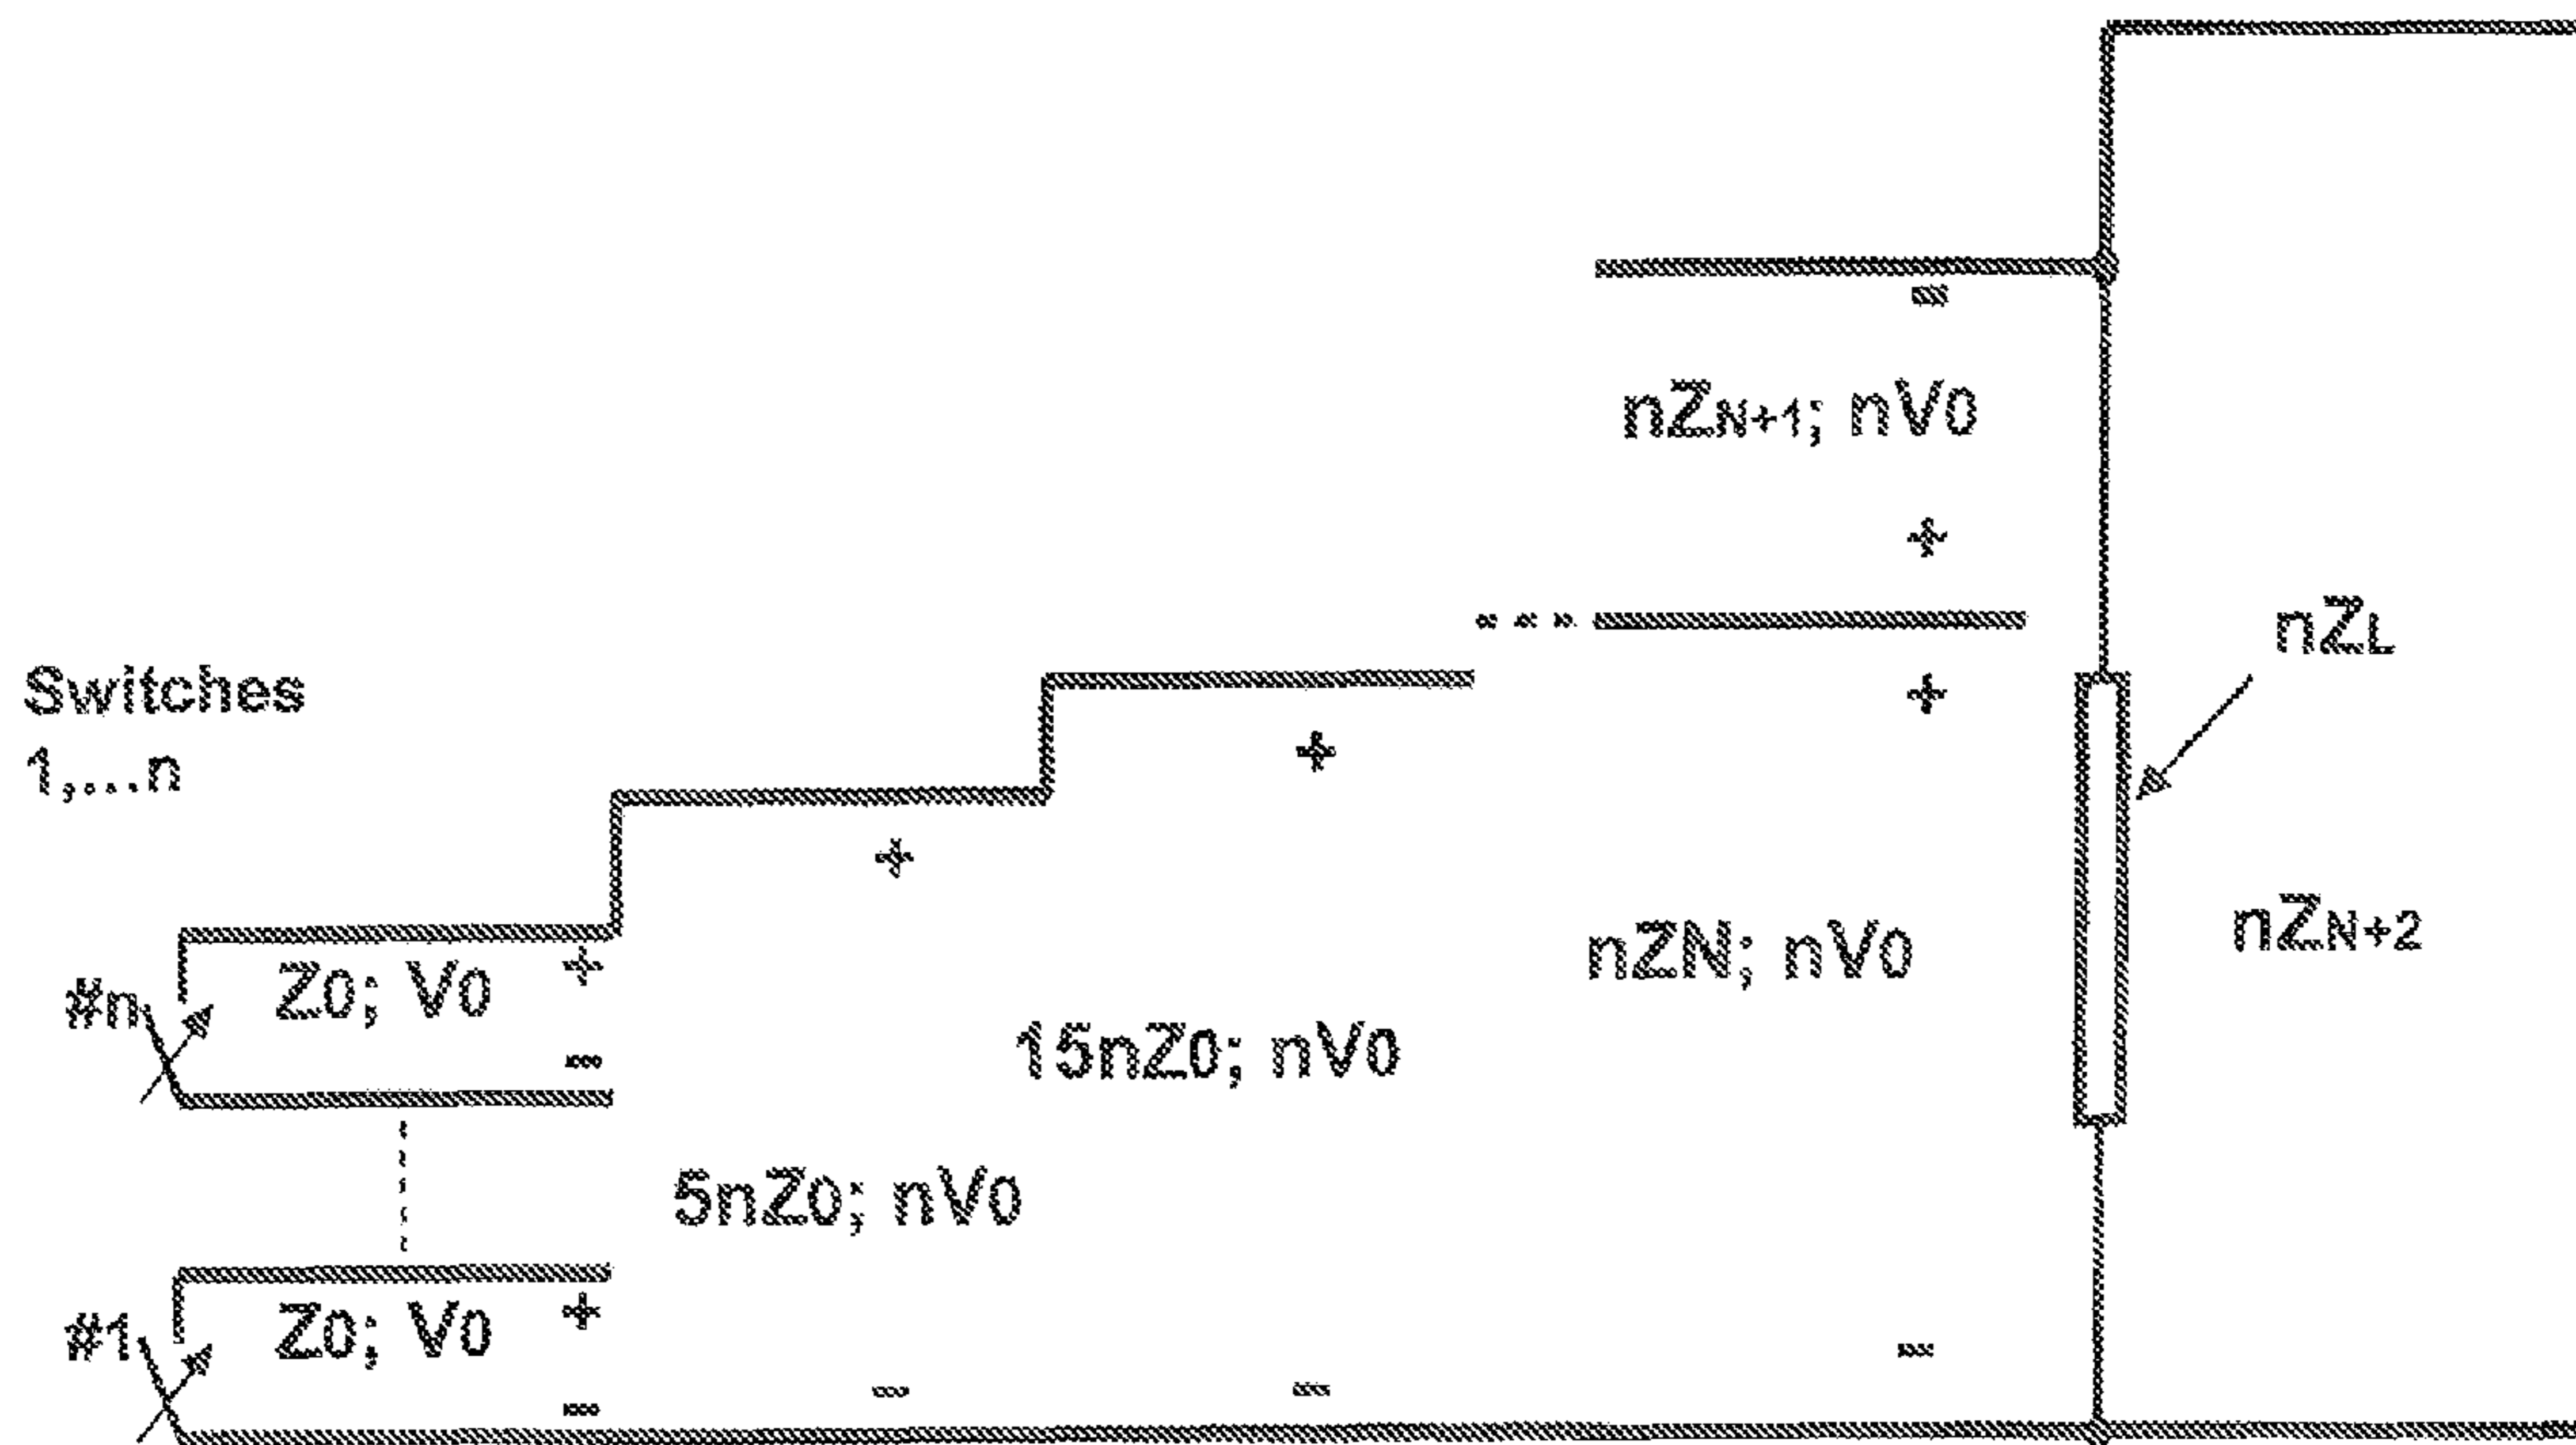 nZN+1; nV0
nZL
Switches
1,...n
nZN; nV0
nZN+2
#n
Z0; V0
15nZ0; nV0
5nZ0; nV0
#1
Z0; V0